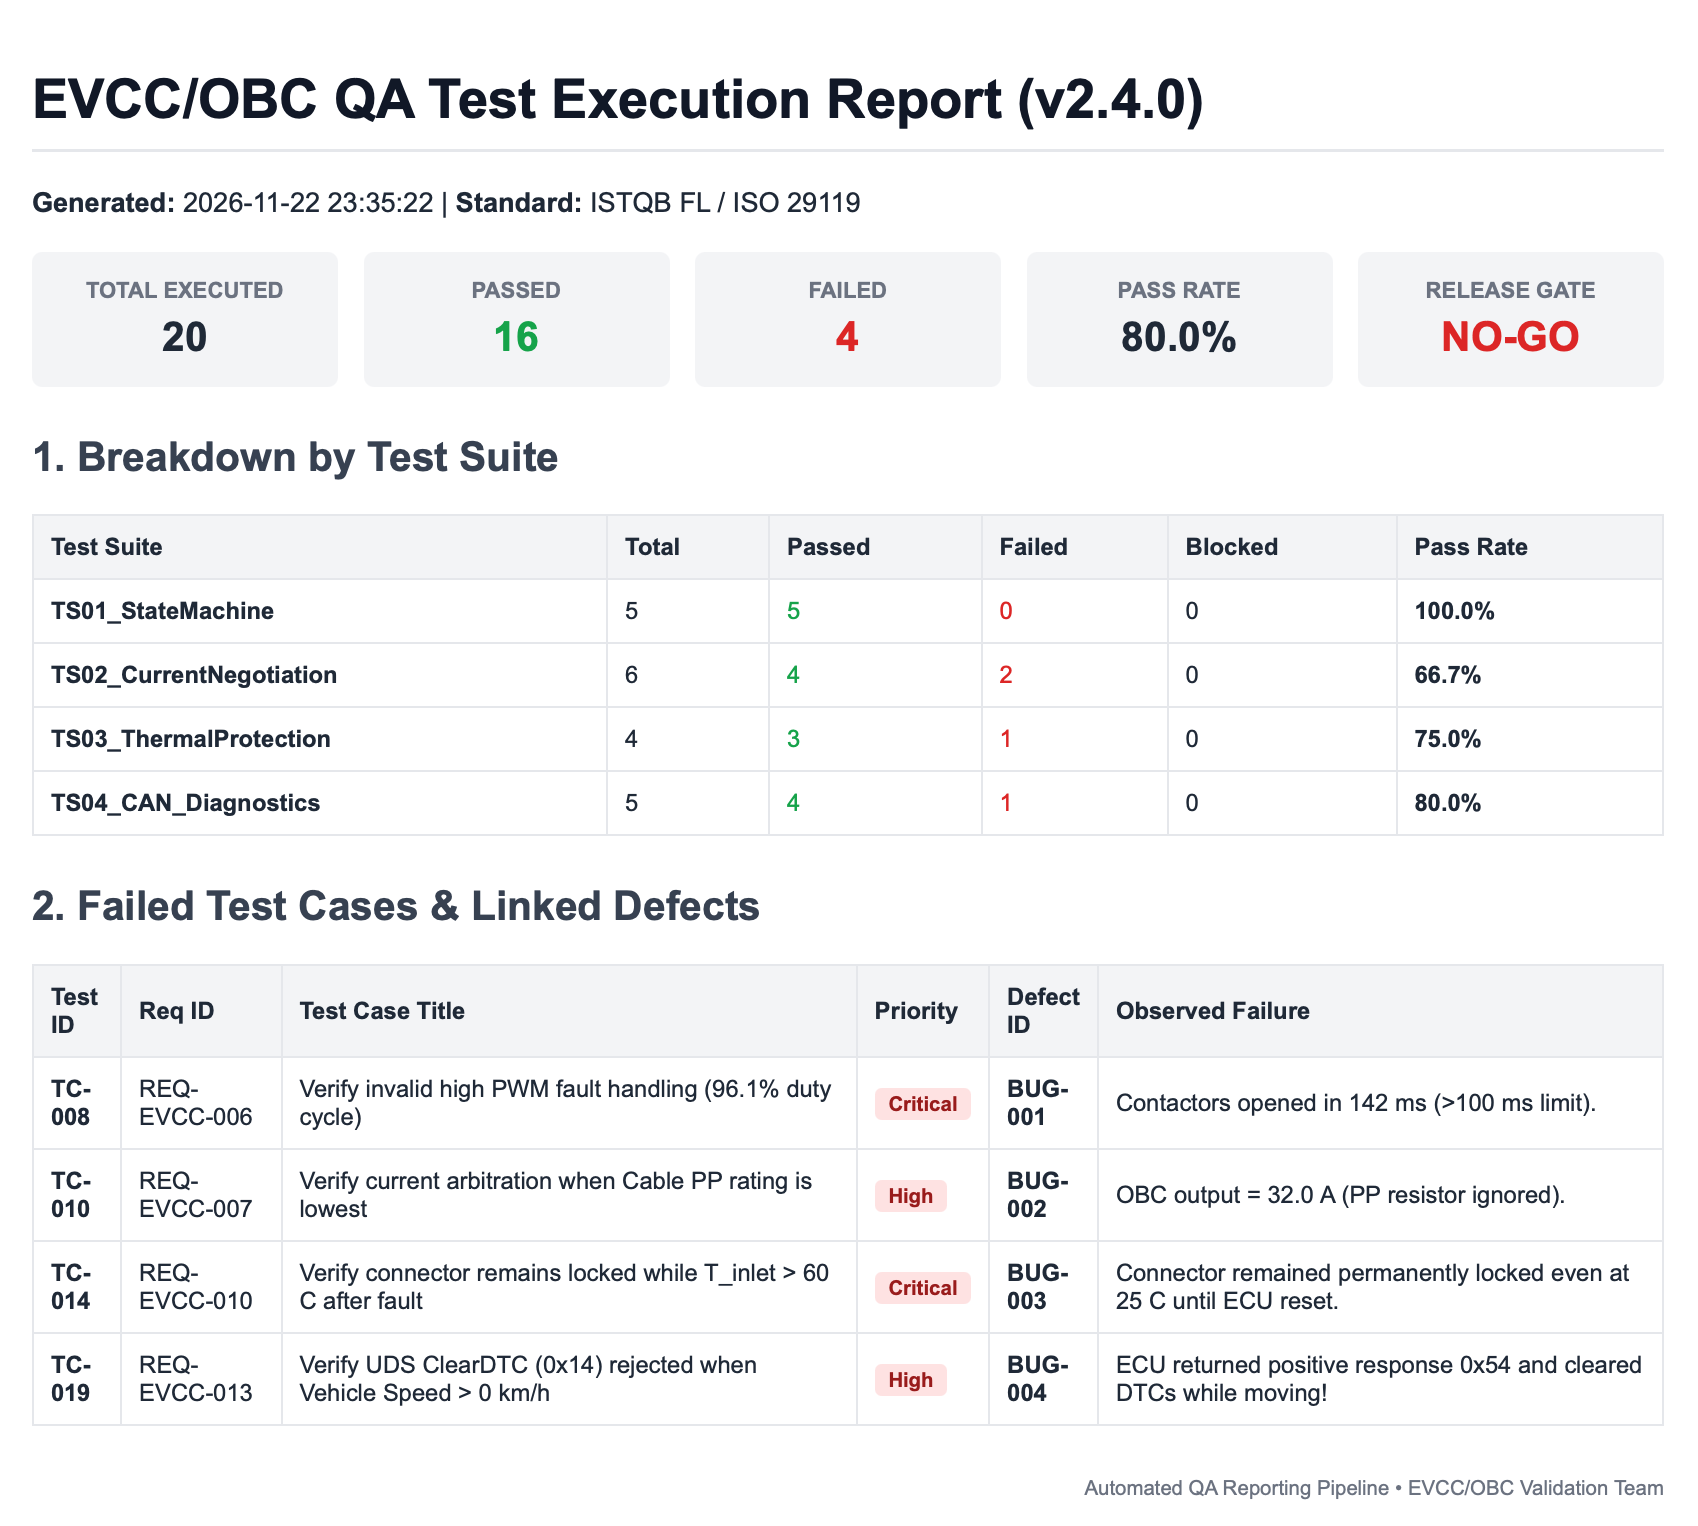 EVCC/OBC QA Test Execution Report (v2.4.0)
Generated: 2026-11-22 23:35:22 | Standard: ISTQB FL / ISO 29119
TOTAL EXECUTED
20
PASSED
16
FAILED
4
PASS RATE
80.0%
RELEASE GATE
NO-GO
1. Breakdown by Test Suite
Test Suite Total Passed Failed Blocked Pass Rate
TS01_StateMachine 5 5 0 0 100.0%
TS02_CurrentNegotiation 6 4 2 0 66.7%
TS03_ThermalProtection 4 3 1 0 75.0%
TS04_CAN_Diagnostics 5 4 1 0 80.0%
2. Failed Test Cases & Linked Defects
Test
ID
Req ID
Test Case Title
Priority
Defect
ID
Observed Failure
TC-
008
REQ-
EVCC-006
Verify invalid high PWM fault handling (96.1% duty
cycle)
Critical
BUG-
001
Contactors opened in 142 ms (>100 ms limit).
TC-
010
REQ-
EVCC-007
Verify current arbitration when Cable PP rating is
lowest
High
BUG-
002
OBC output = 32.0 A (PP resistor ignored).
TC-
014
REQ-
EVCC-010
Verify connector remains locked while T_inlet > 60
C after fault
Critical
BUG-
003
Connector remained permanently locked even at
25 C until ECU reset.
TC-
019
REQ-
EVCC-013
Verify UDS ClearDTC (0x14) rejected when
Vehicle Speed > 0 km/h
High
BUG-
004
ECU returned positive response 0x54 and cleared
DTCs while moving!
Automated QA Reporting Pipeline • EVCC/OBC Validation Team